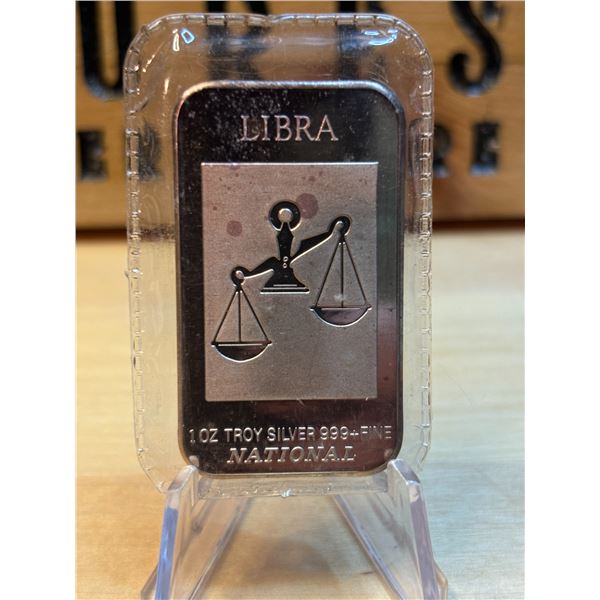 LIBRA
1 OZ TROY SILVER 999+FINE
NATIONAL